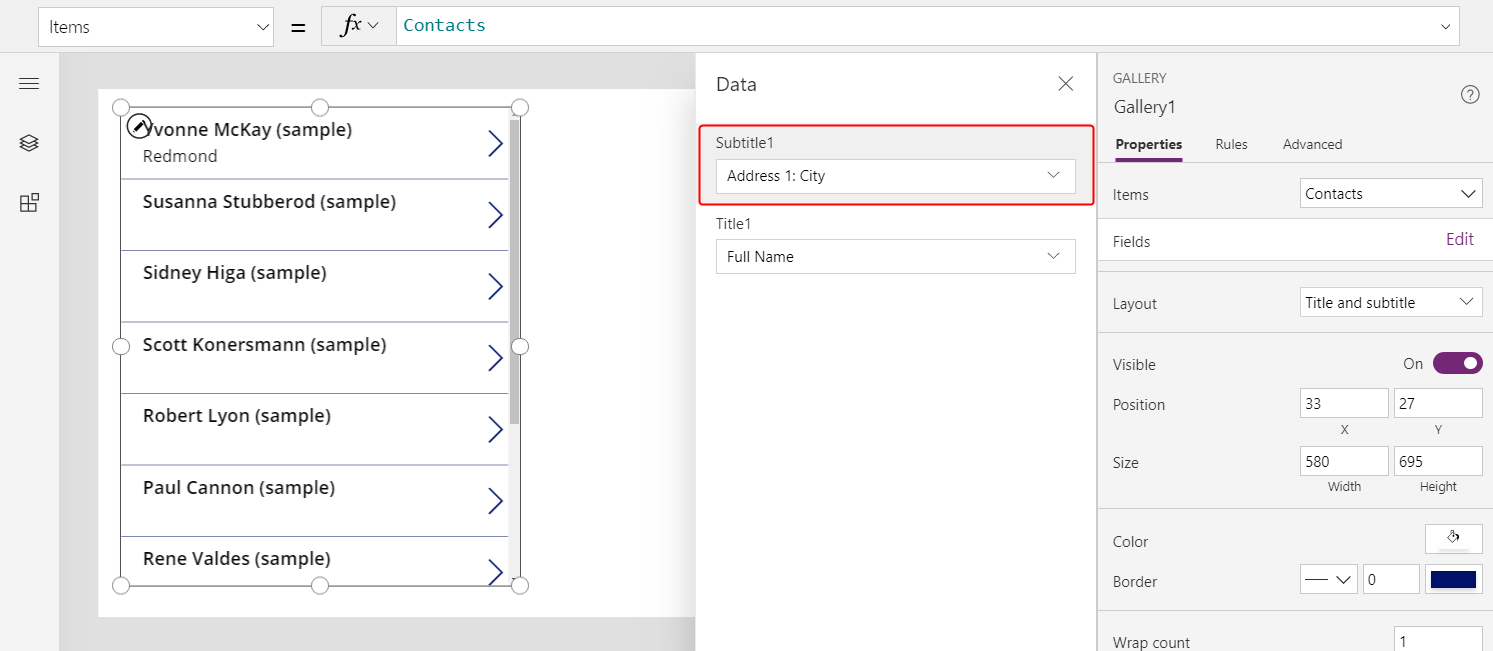 Items = fx Contacts
Yvonne McKay (sample)
Redmond
Susanna Stubberod (sample)
Sidney Higa (sample)
Scott Konersmann (sample)
Robert Lyon (sample)
Paul Cannon (sample)
Rene Valdes (sample)
Data
Subtitle1
Address 1: City
Title1
Full Name
GALLERY
Gallery1
?
Properties Rules Advanced
Items Contacts
Fields Edit
Layout Title and subtitle
Visible On
Position 33 27
X Y
Size 580 695
Width Height
Color
Border 0
Wrap count 1